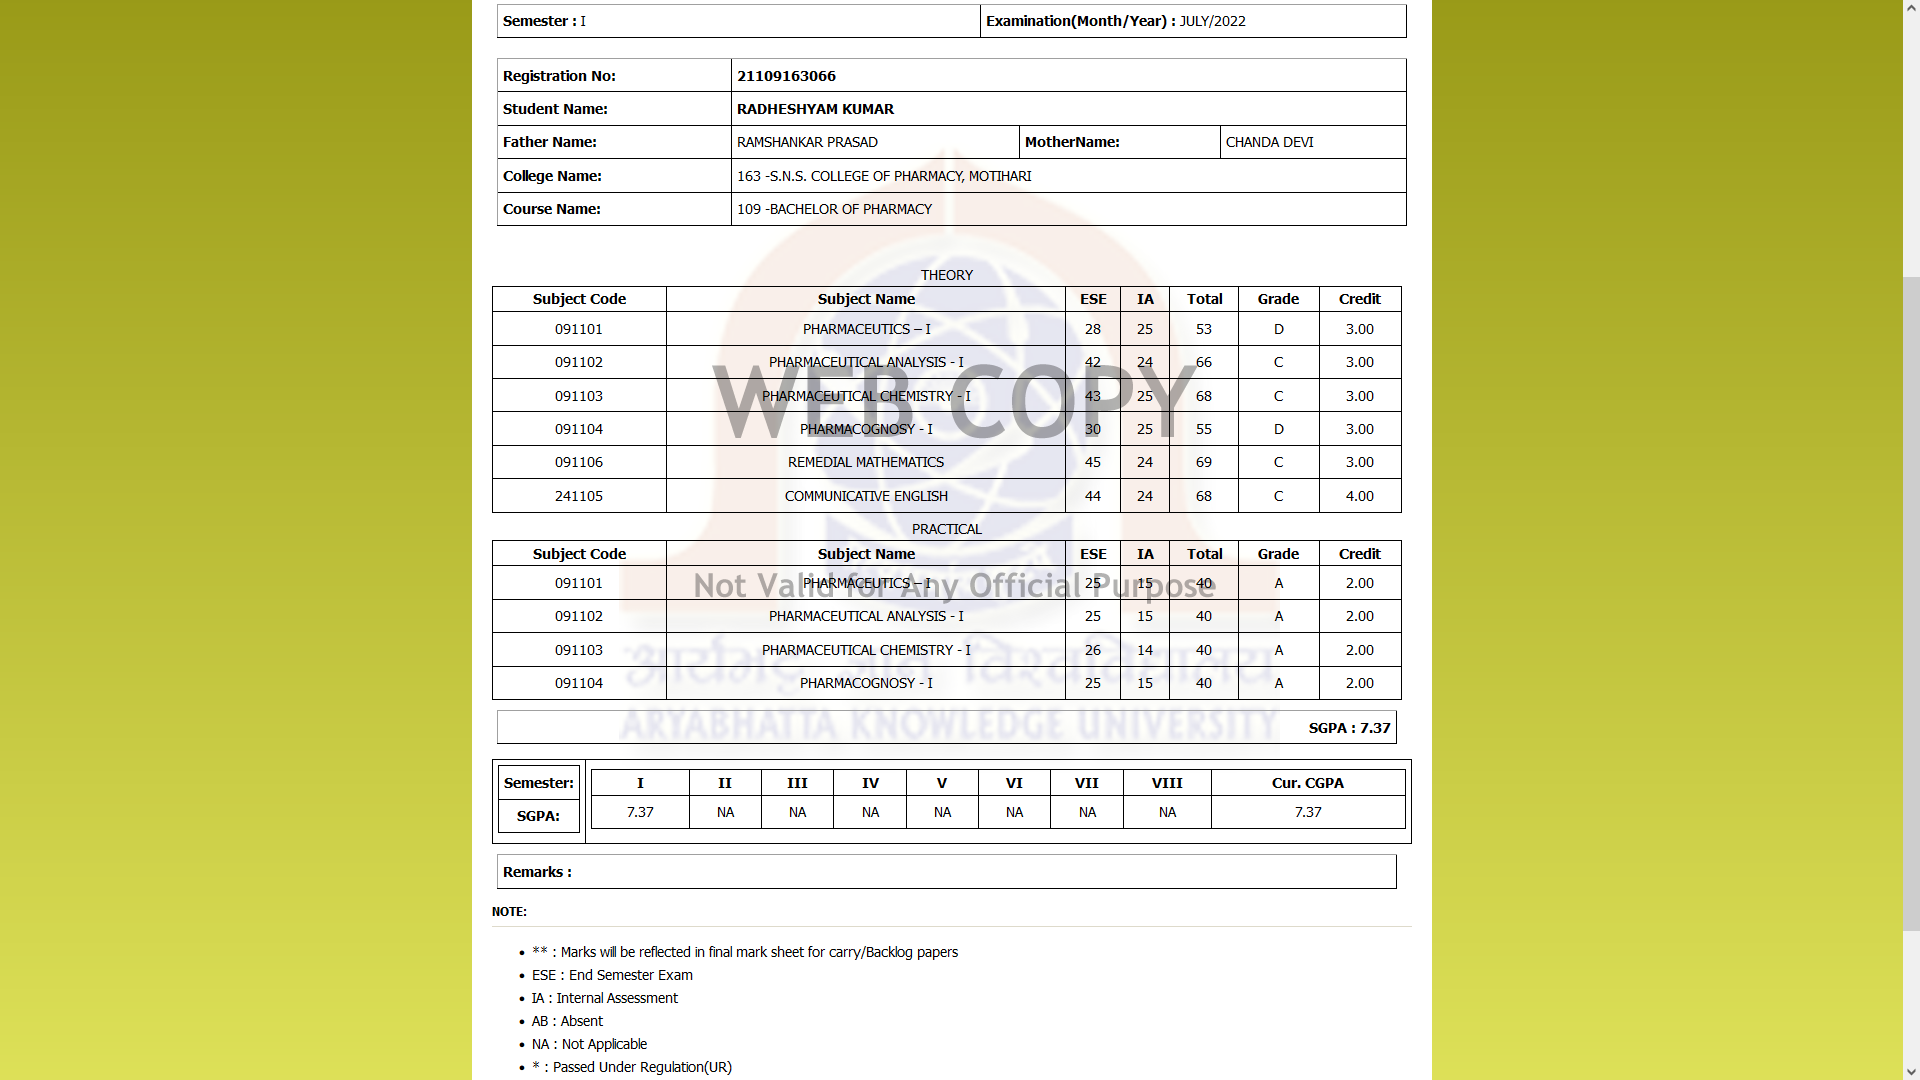 Semester : I Examination(Month/Year) : JULY/2022
Registration No: 21109163066
Student Name: RADHESHYAM KUMAR
Father Name: RAMSHANKAR PRASAD MotherName: CHANDA DEVI
College Name: 163 -S.N.S. COLLEGE OF PHARMACY, MOTIHARI
Course Name: 109 -BACHELOR OF PHARMACY
THEORY
Subject Code Subject Name ESE IA Total Grade Credit
091101 PHARMACEUTICS – I 28 25 53 D 3.00
091102 PHARMACEUTICAL ANALYSIS - I 42 24 66 C 3.00
WEB COPY
091103 PHARMACEUTICAL CHEMISTRY - I 43 25 68 C 3.00
091104 PHARMACOGNOSY - I 30 25 55 D 3.00
091106 REMEDIAL MATHEMATICS 45 24 69 C 3.00
241105 COMMUNICATIVE ENGLISH 44 24 68 C 4.00
PRACTICAL
Subject Code Subject Name ESE IA Total Grade Credit
091101 PHARMACEUTICS – I 25 15 40 A 2.00
Not Valid for Any Official Purpose
091102 PHARMACEUTICAL ANALYSIS - I 25 15 40 A 2.00
091103 PHARMACEUTICAL CHEMISTRY - I 26 14 40 A 2.00
आर्यभट्ट ज्ञान विश्वविद्यालय
091104 PHARMACOGNOSY - I 25 15 40 A 2.00
ARYABHATTA KNOWLEDGE UNIVERSITY
SGPA : 7.37
Semester: I II III IV V VI VII VIII Cur. CGPA
SGPA: 7.37 NA NA NA NA NA NA NA 7.37
Remarks :
NOTE:
• ** : Marks will be reflected in final mark sheet for carry/Backlog papers
• ESE : End Semester Exam
• IA : Internal Assessment
• AB : Absent
• NA : Not Applicable
• * : Passed Under Regulation(UR)